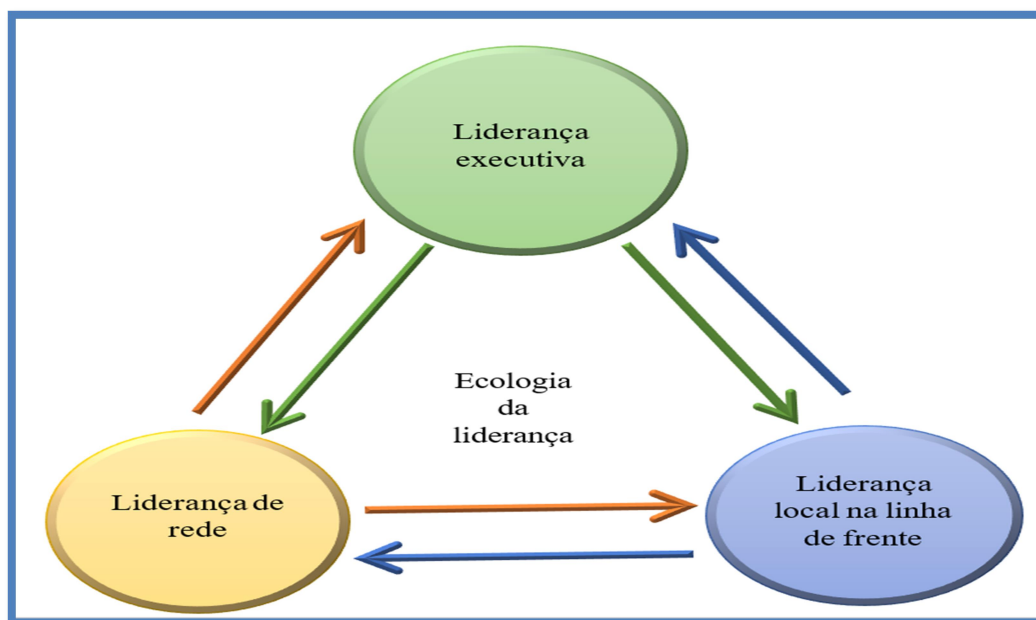 Liderança
executiva
Ecologia
da
liderança
Liderança de
rede
Liderança
local na linha
de frente